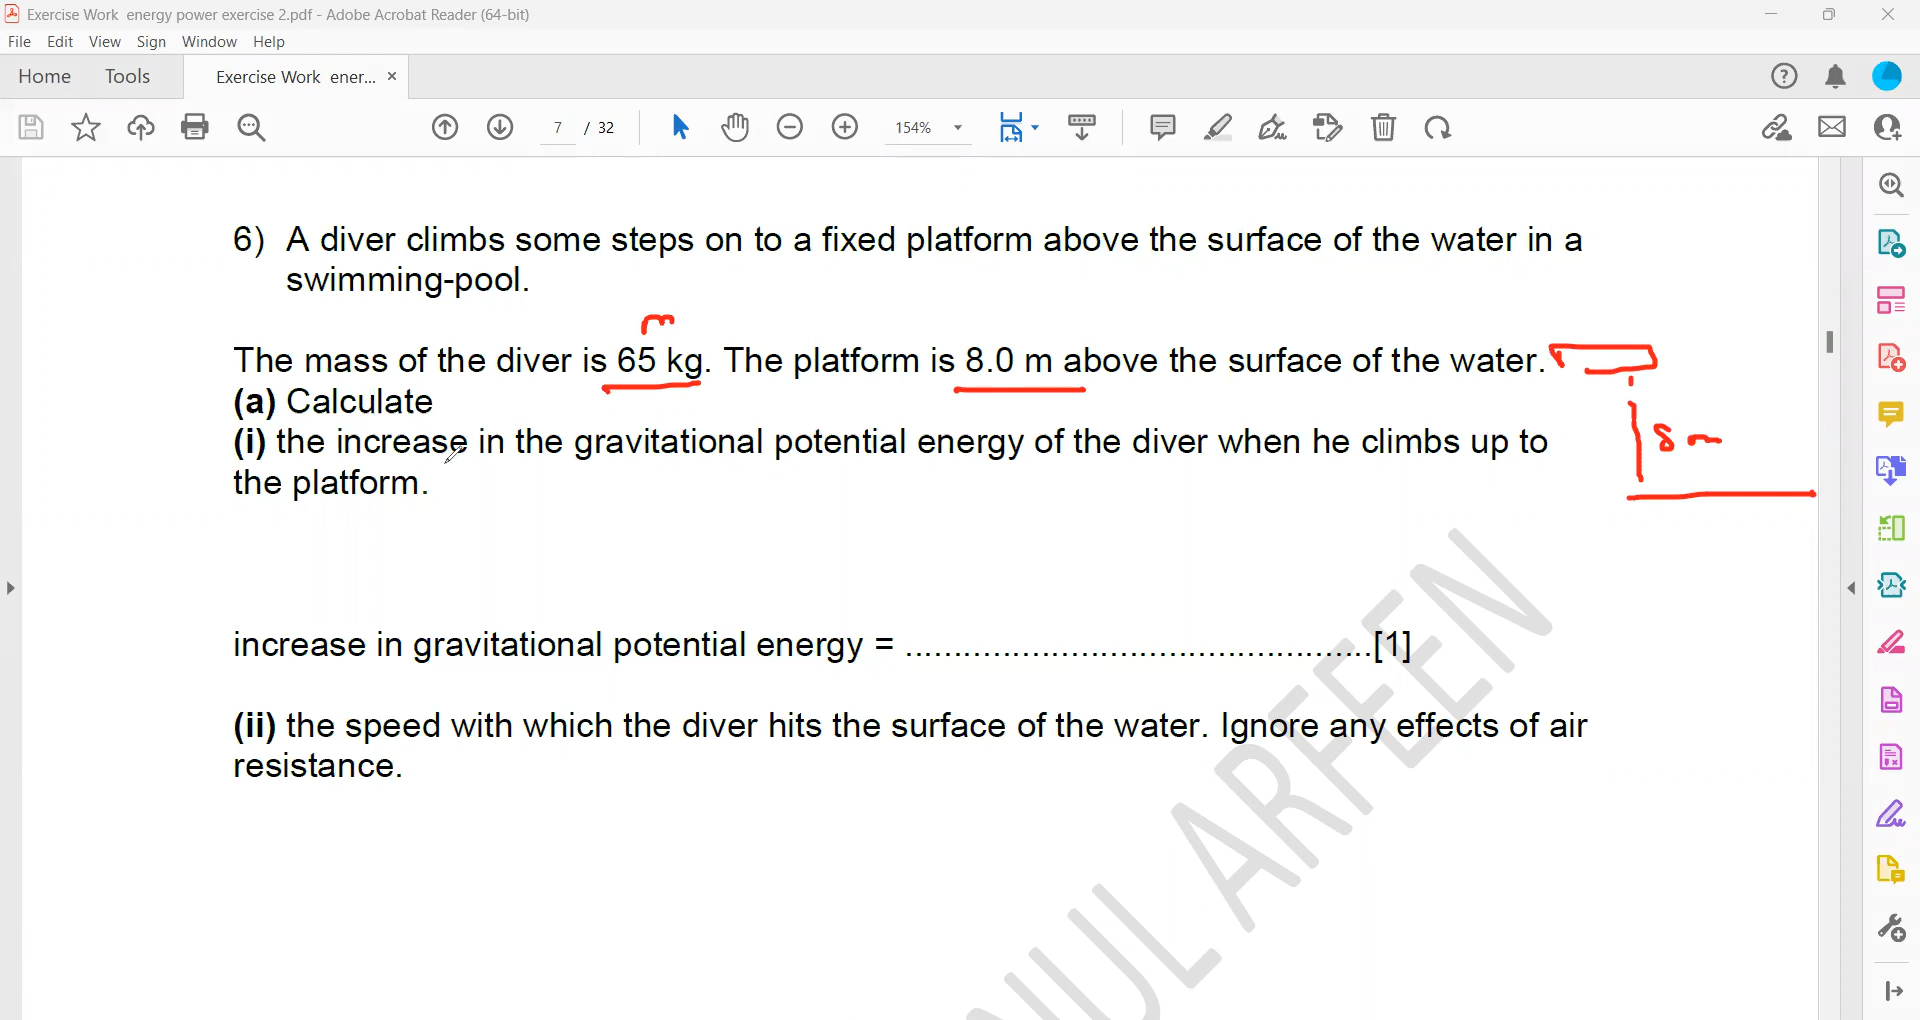 Exercise Work energy power exercise 2.pdf - Adobe Acrobat Reader (64-bit)
File Edit View Sign Window Help
Home Tools Exercise Work ener... ×
7 / 32 154%
6) A diver climbs some steps on to a fixed platform above the surface of the water in a
swimming-pool.
m
The mass of the diver is 65 kg. The platform is 8.0 m above the surface of the water.
(a) Calculate
(i) the increase in the gravitational potential energy of the diver when he climbs up to
8 m
the platform.
increase in gravitational potential energy = ................................................[1]
(ii) the speed with which the diver hits the surface of the water. Ignore any effects of air
resistance.
NUL ARFEEN